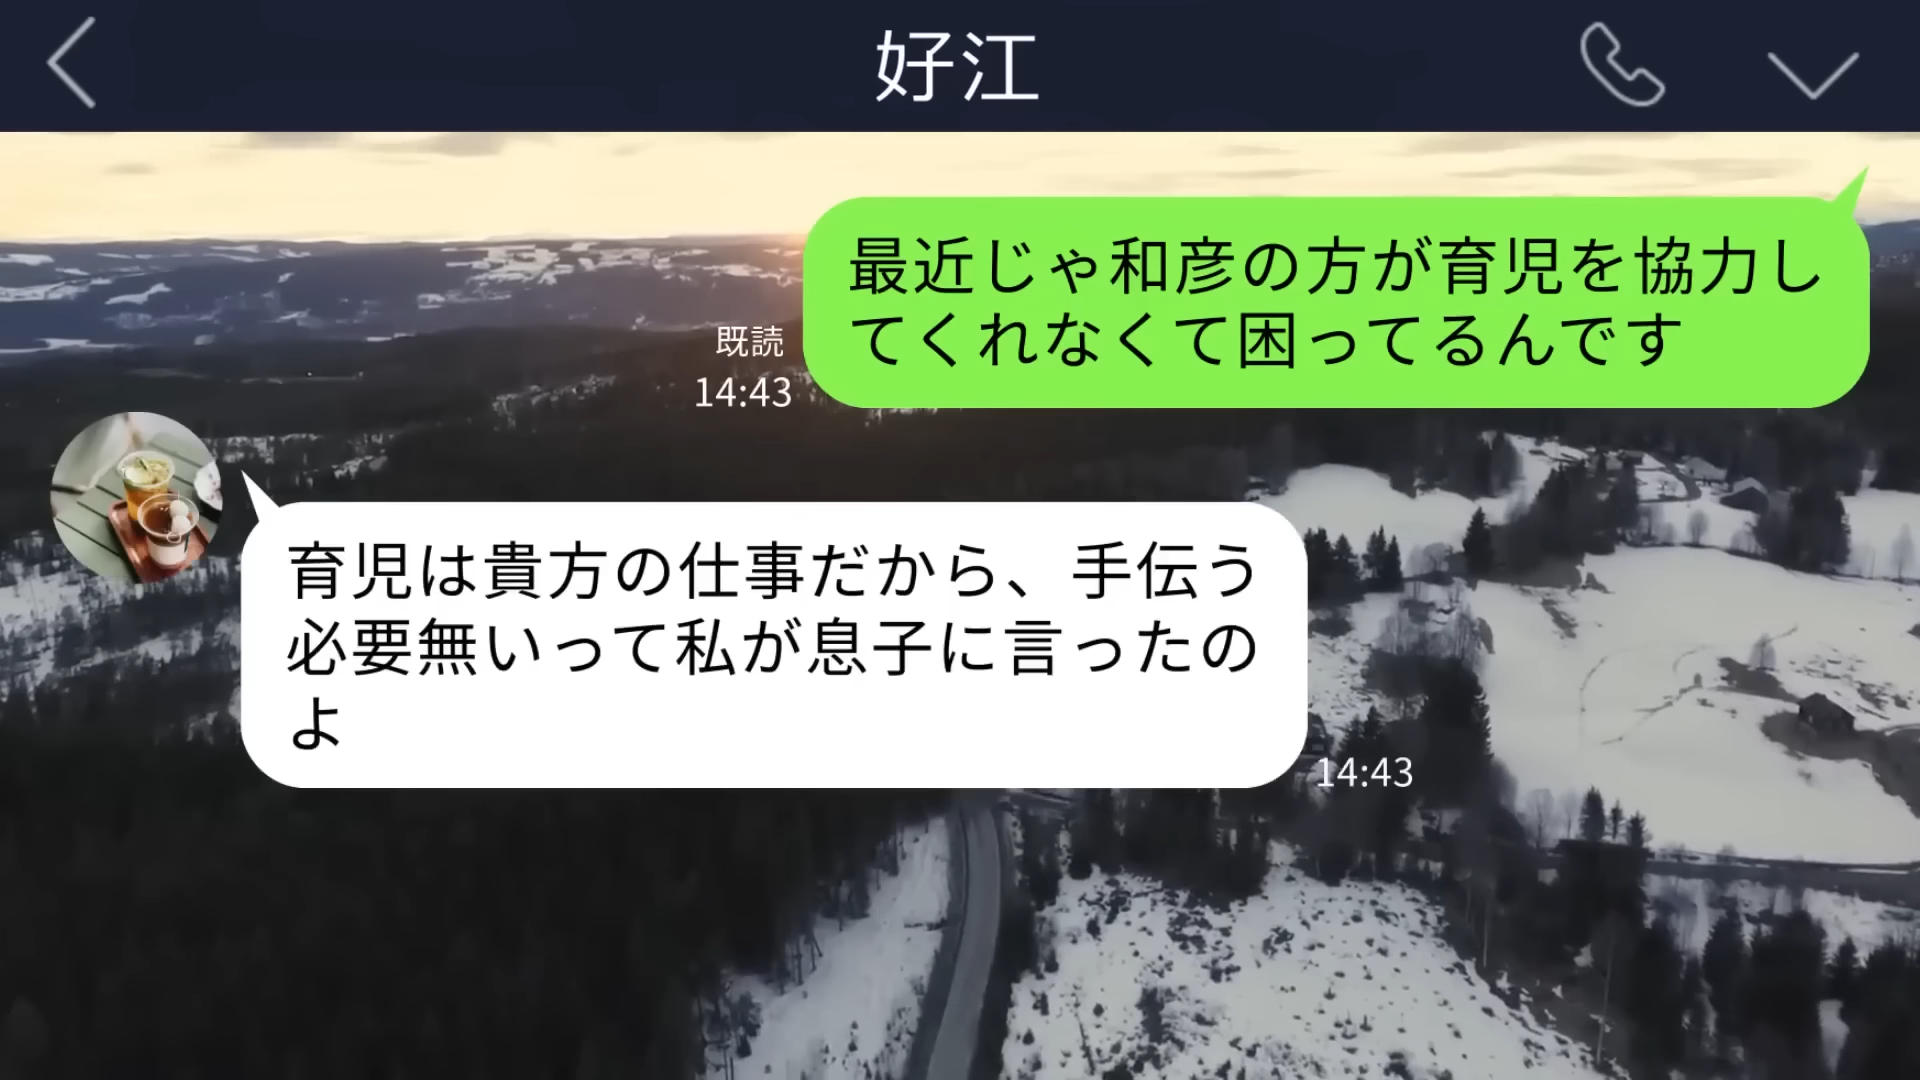 好江
最近じゃ和彦の方が育児を協力し
てくれなくて困ってるんです
既読
14:43
育児は貴方の仕事だから、手伝う
必要無いって私が息子に言ったの
よ
14:43